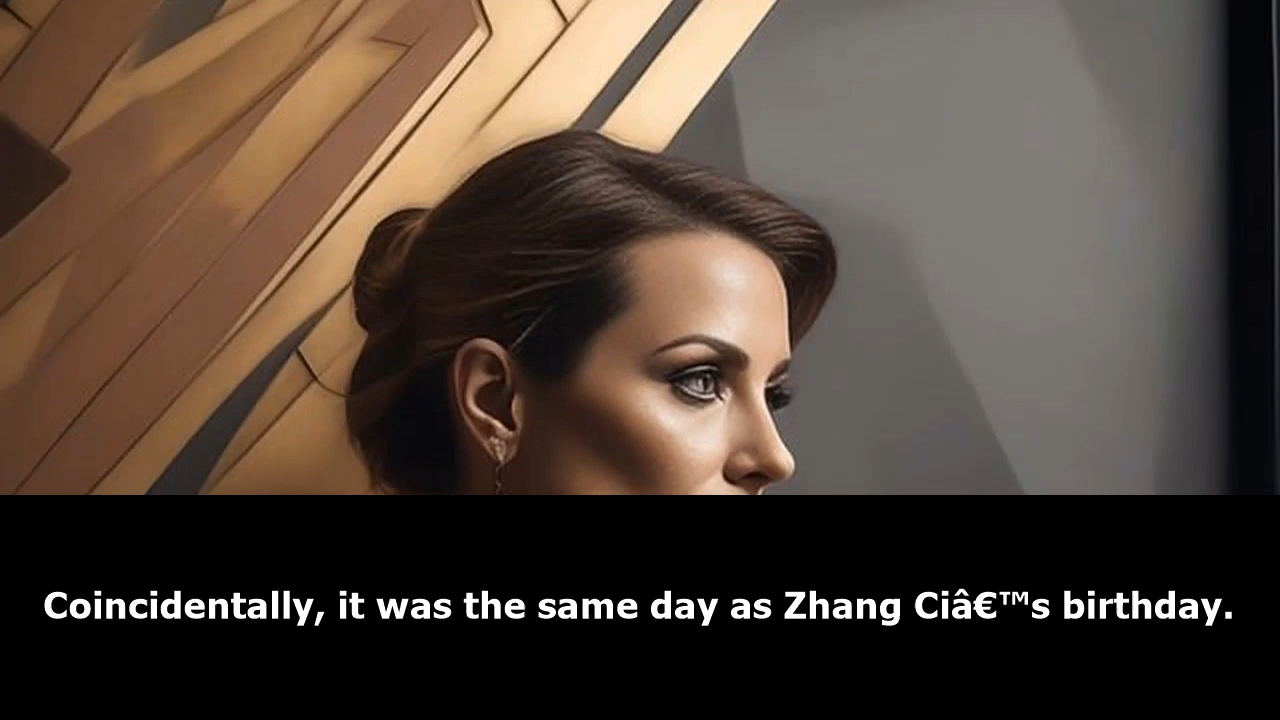 Coincidentally, it was the same day as Zhang Ciâ€™s birthday.